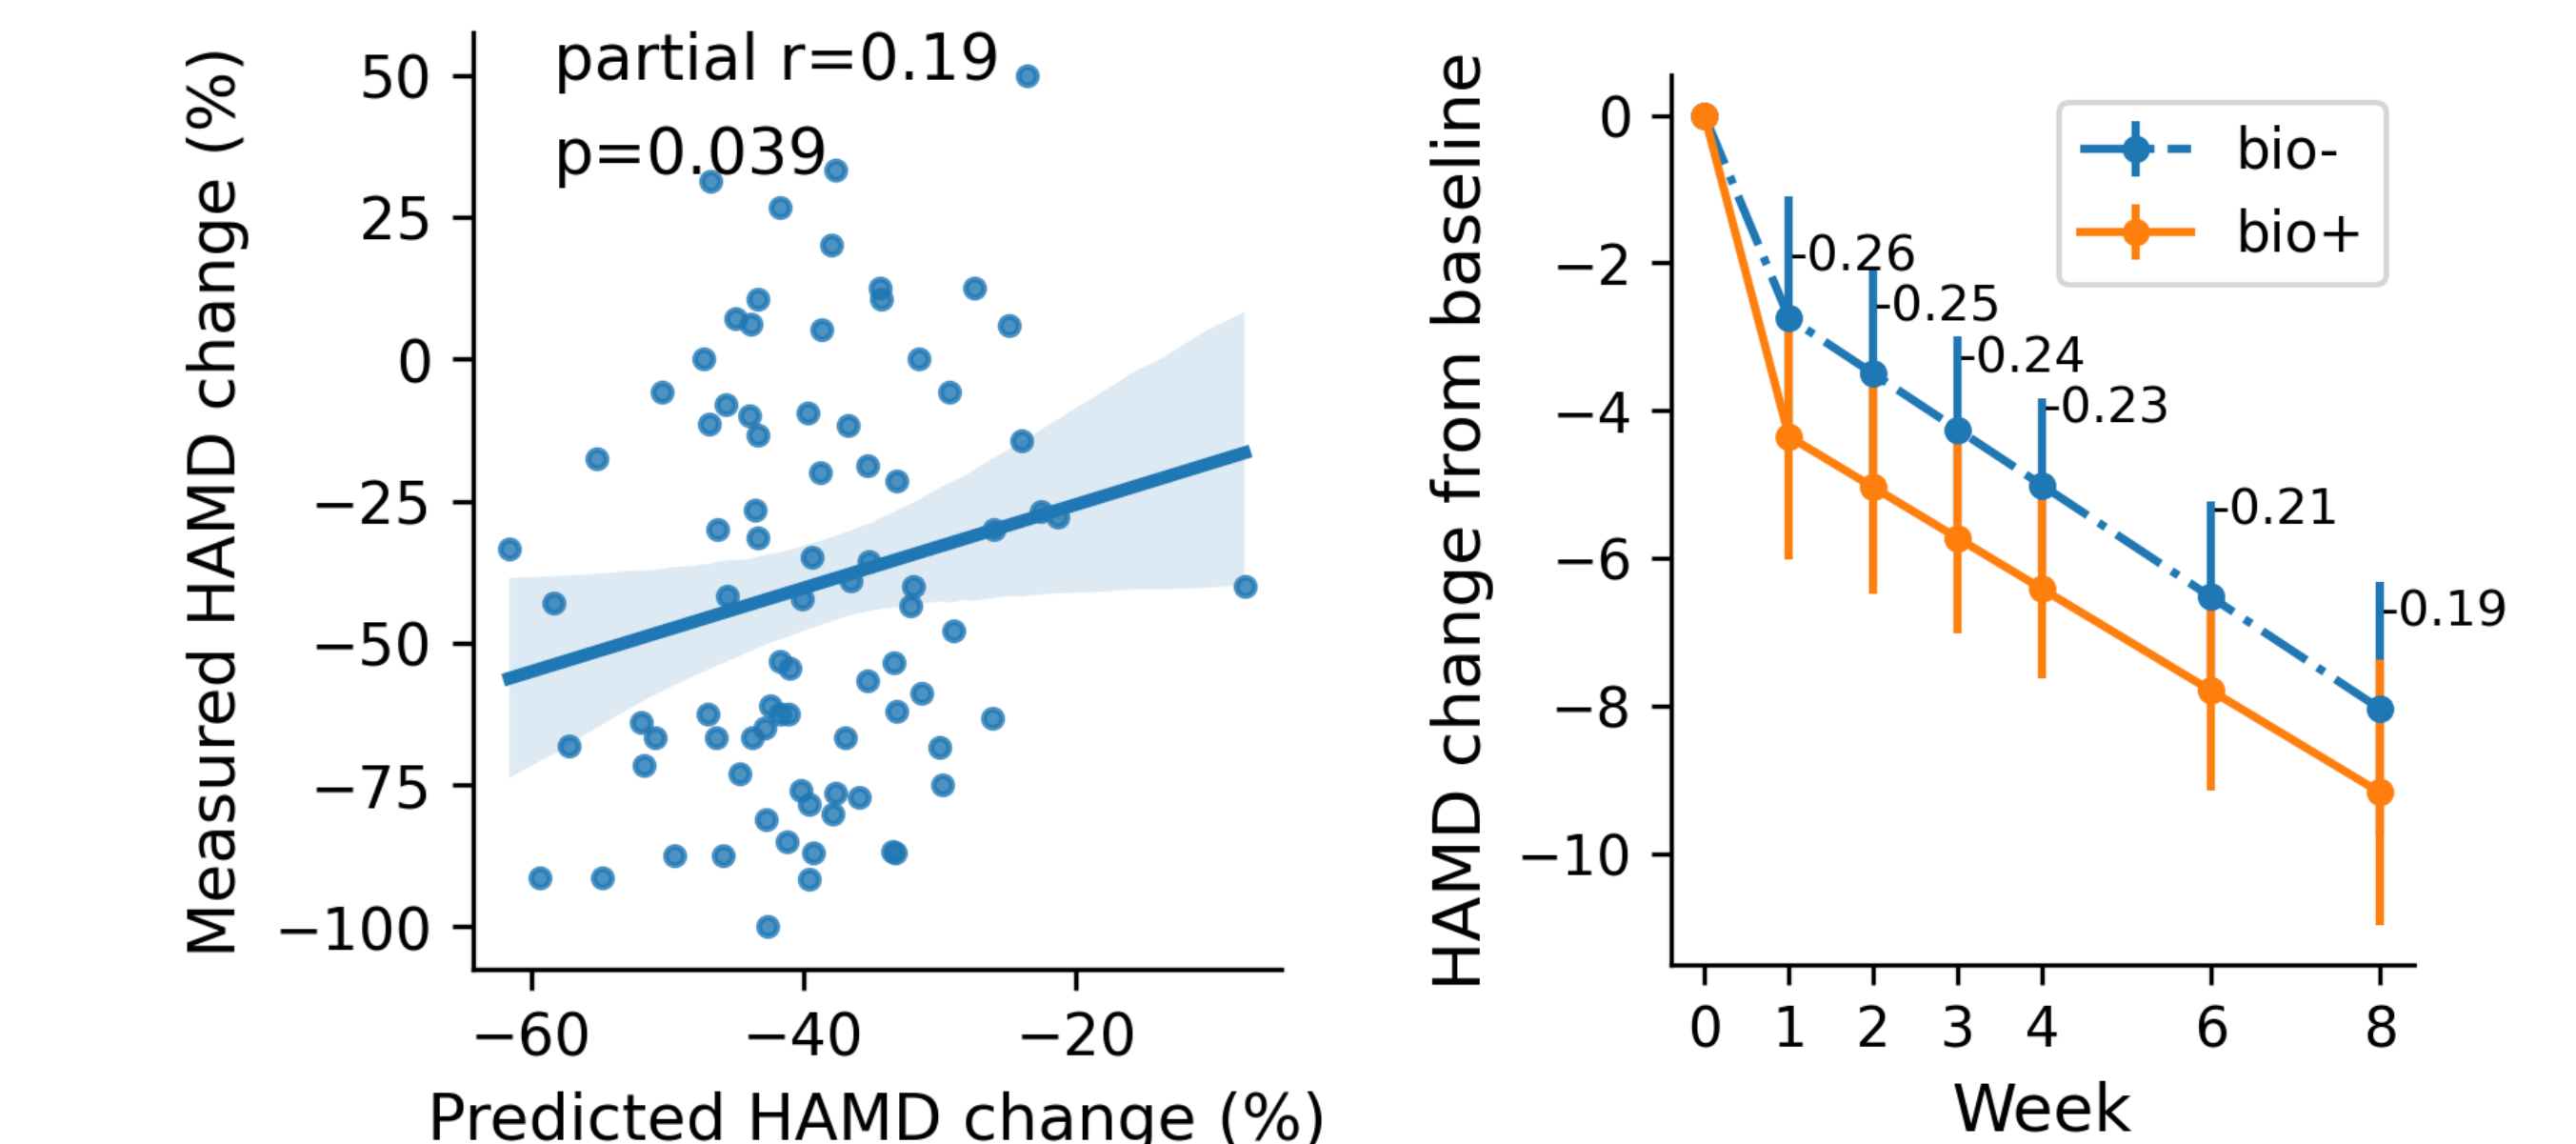 Measured HAMD change (%)
50
25
0
−25
−50
−75
−100
partial r=0.19
p=0.039
−60
−40
−20
Predicted HAMD change (%)
HAMD change from baseline
0
−2
−4
−6
−8
−10
bio-
bio+
-0.26
-0.25
-0.24
-0.23
-0.21
-0.19
0 1 2 3 4 6 8
Week